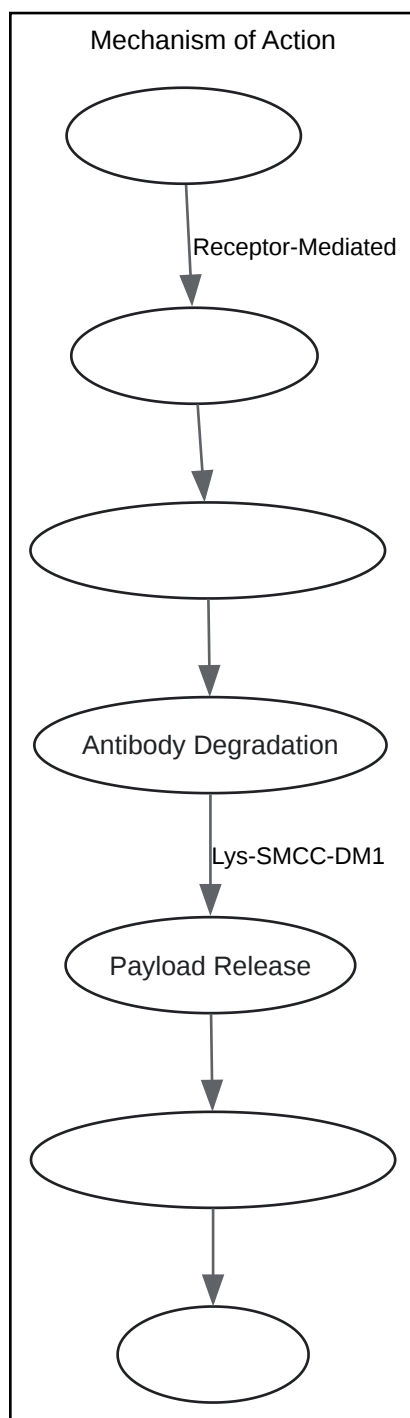 Mechanism of Action
Receptor-Mediated
Antibody Degradation
Lys-SMCC-DM1
Payload Release